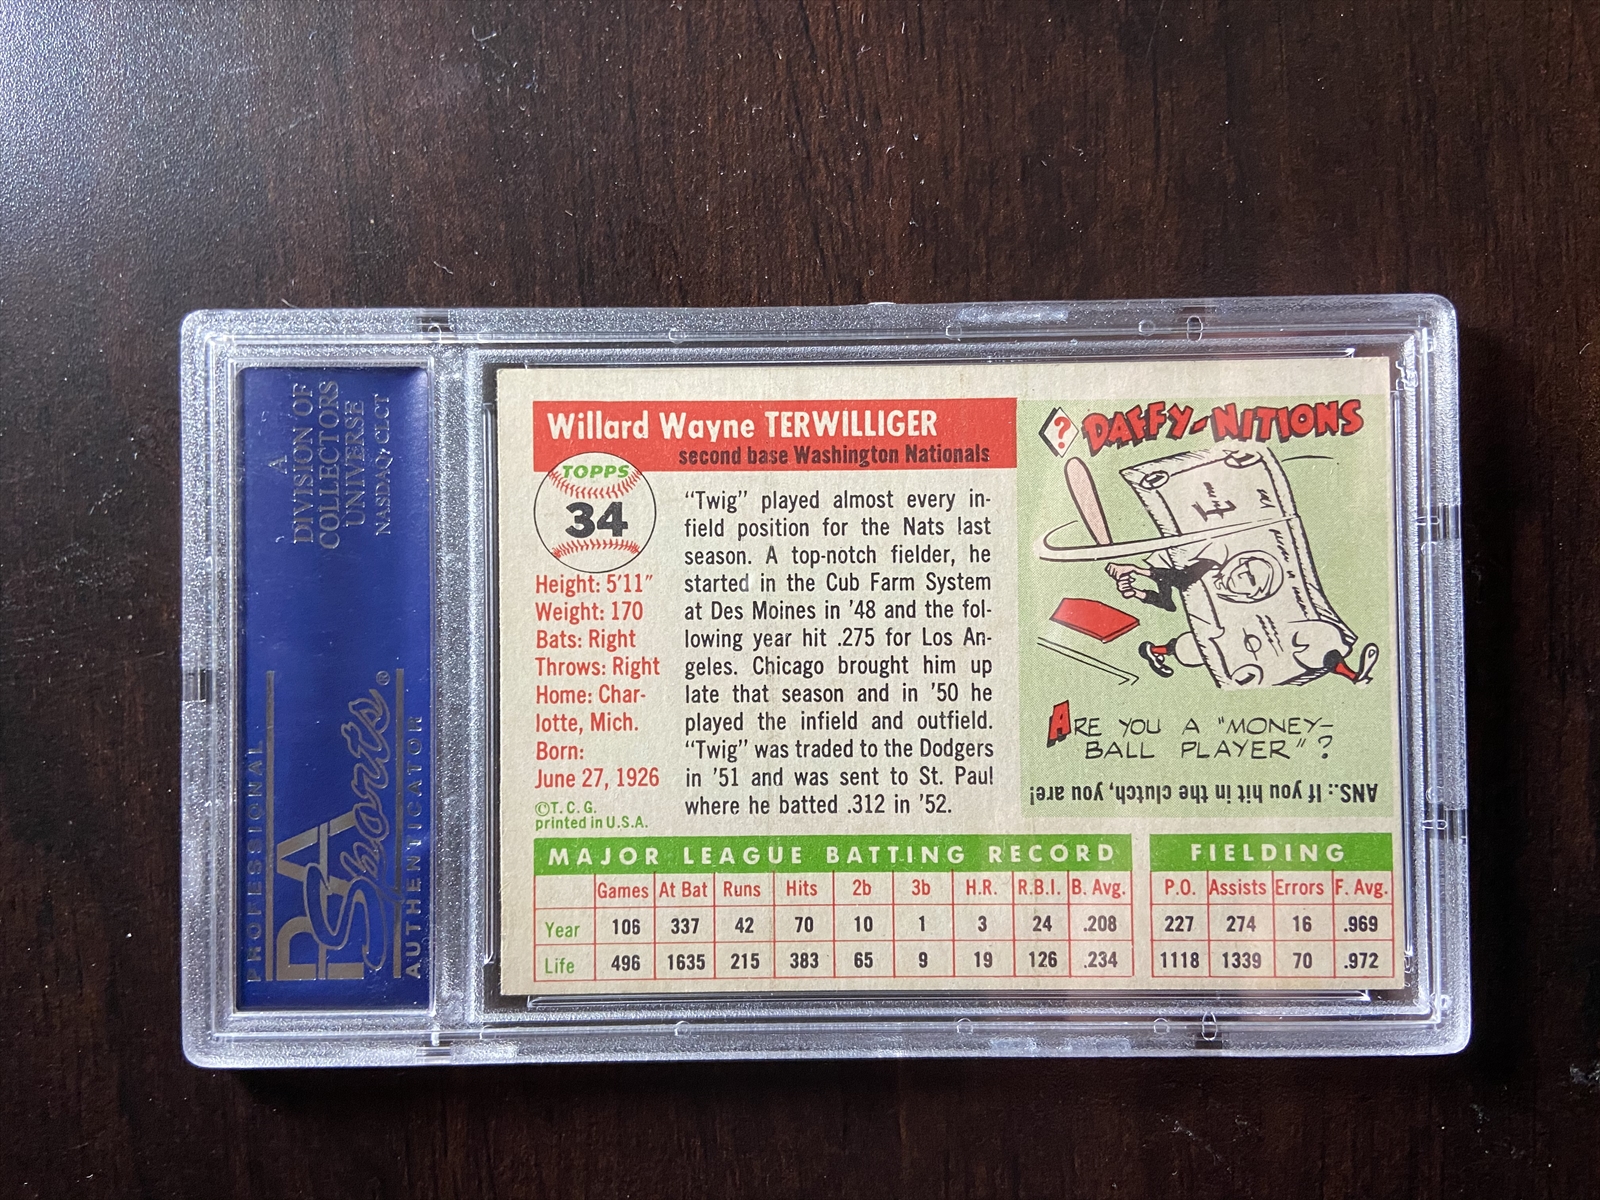 A
DIVISION OF
COLLECTORS
UNIVERSE
NASDAQ: CLCT
PROFESSIONAL
PSA
Sports®
AUTHENTICATOR
Willard Wayne TERWILLIGER
second base Washington Nationals
TOPPS
34
Height: 5'11"
Weight: 170
Bats: Right
Throws: Right
Home: Char-
lotte, Mich.
Born:
June 27, 1926
©T. C. G.
printed in U.S.A.
"Twig" played almost every in-
field position for the Nats last
season. A top-notch fielder, he
started in the Cub Farm System
at Des Moines in '48 and the fol-
lowing year hit .275 for Los An-
geles. Chicago brought him up
late that season and in '50 he
played the infield and outfield.
"Twig" was traded to the Dodgers
in '51 and was sent to St. Paul
where he batted .312 in '52.
? DAFFY-NITIONS
1
ARE YOU A "MONEY-
BALL PLAYER"?
ANS.: If you hit in the clutch, you are!
MAJOR LEAGUE BATTING RECORD FIELDING
Games At Bat Runs Hits 2b 3b H.R. R.B.I. B. Avg. P.O. Assists Errors F. Avg.
Year 106 337 42 70 10 1 3 24 .208 227 274 16 .969
Life 496 1635 215 383 65 9 19 126 .234 1118 1339 70 .972